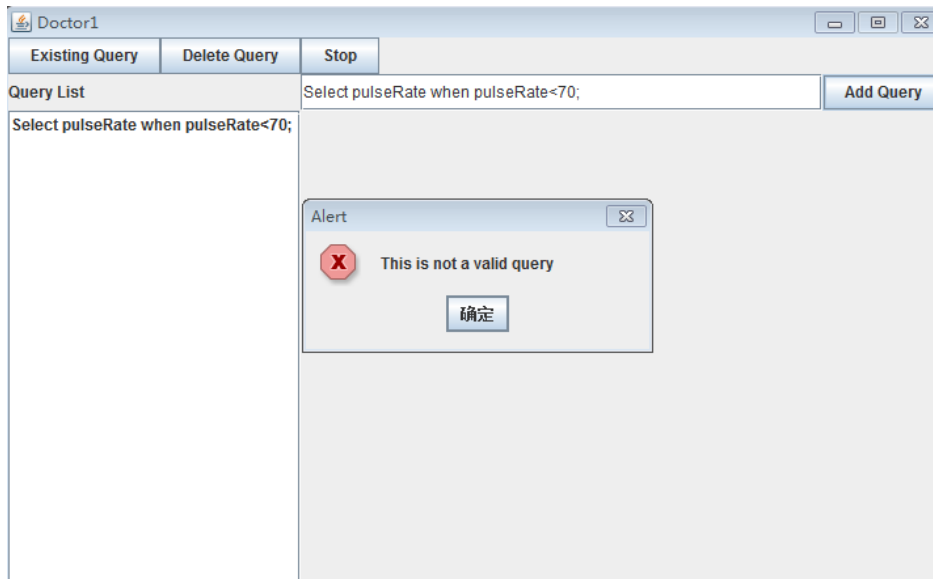 Doctor1
Existing Query Delete Query Stop
Query List Select pulseRate when pulseRate<70; Add Query
Select pulseRate when pulseRate<70;
Alert
This is not a valid query
确定